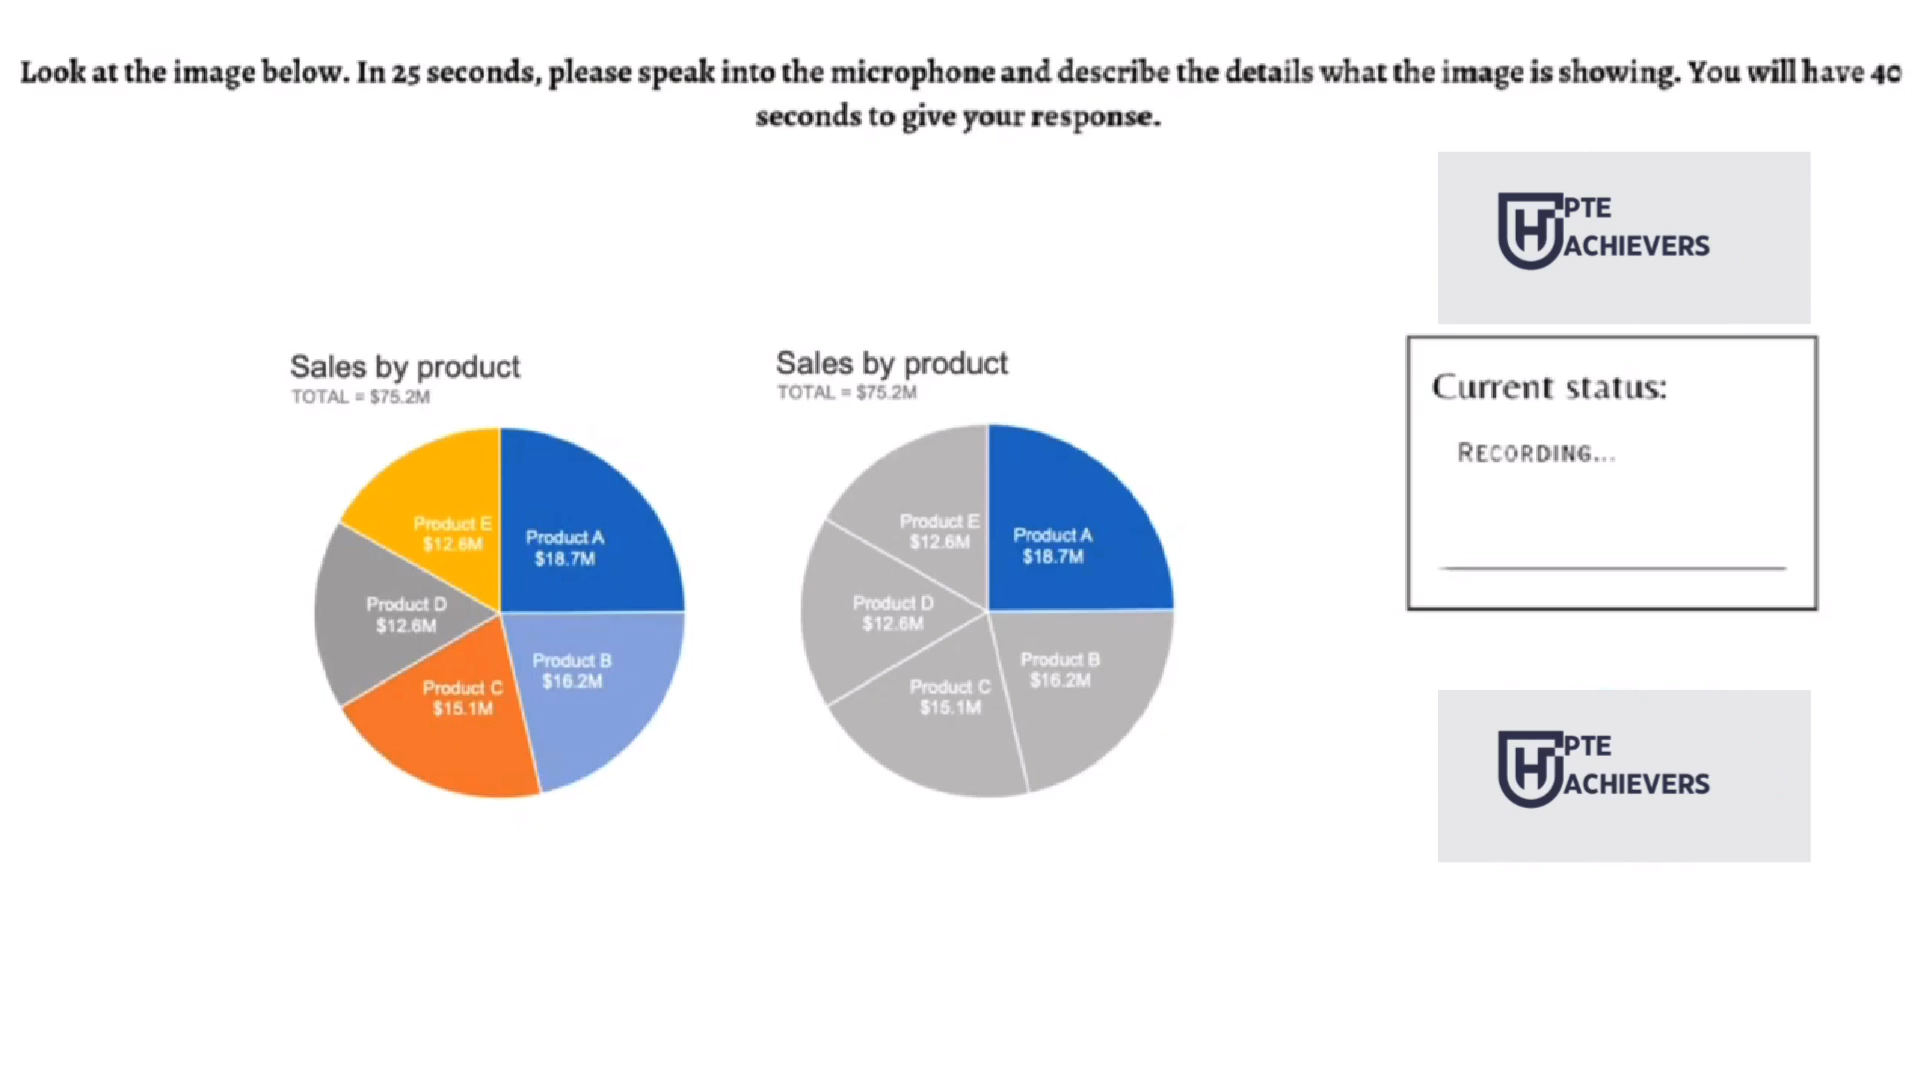 Look at the image below. In 25 seconds, please speak into the microphone and describe the details what the image is showing. You will have 40
seconds to give your response.
PTE
ACHIEVERS
Sales by product
TOTAL = $75.2M
Product E
$12.6M
Product A
$18.7M
Product D
$12.6M
Product B
$16.2M
Product C
$15.1M
Sales by product
TOTAL = $75.2M
Product E
$12.6M
Product A
$18.7M
Product D
$12.6M
Product B
$16.2M
Product C
$15.1M
Current status:
RECORDING...
PTE
ACHIEVERS